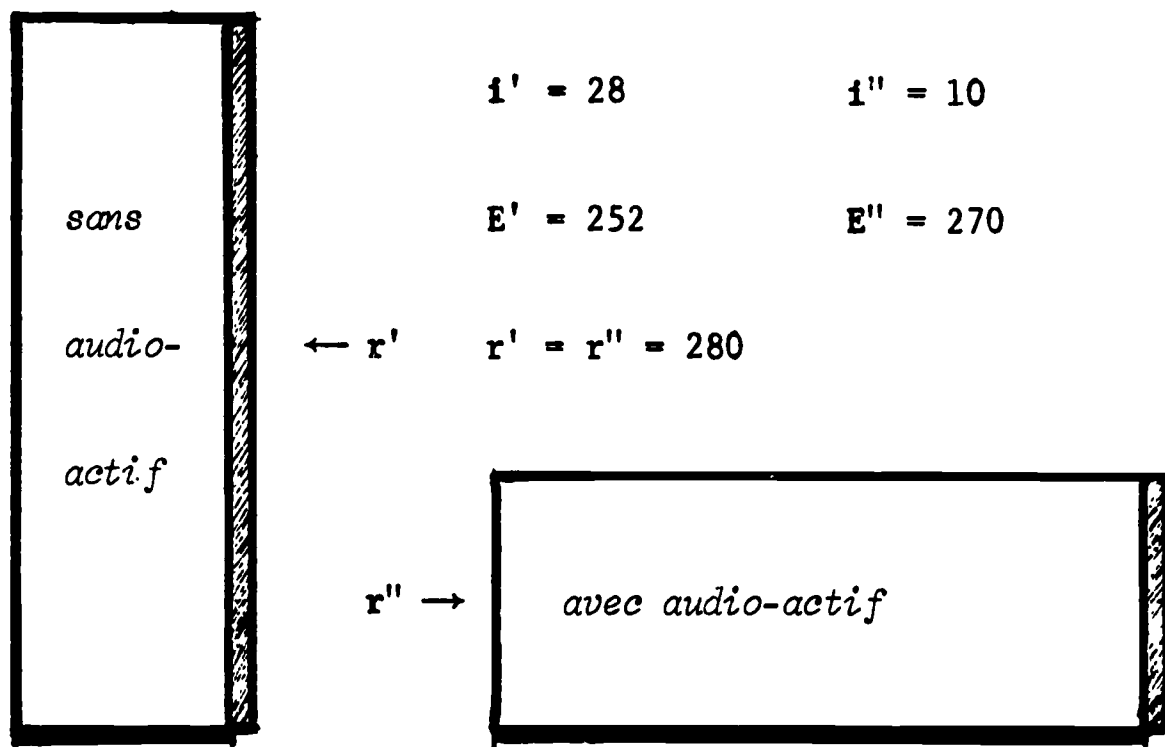 i' = 28 i" = 10
sans E' = 252 E" = 270
audio- ← r' r' = r" = 280
actif
r" → avec audio-actif